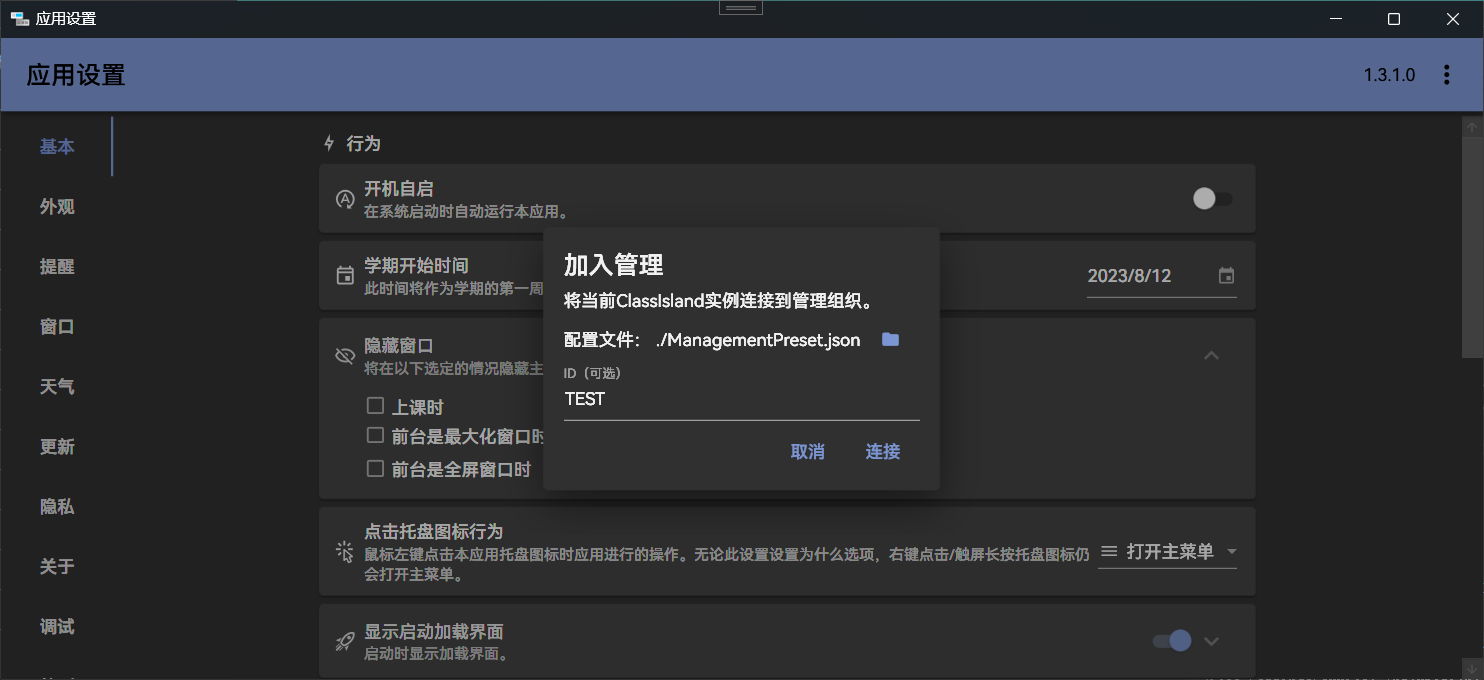 应用设置
应用设置
1.3.1.0
基本
外观
提醒
窗口
天气
更新
隐私
关于
调试
行为
开机自启
在系统启动时自动运行本应用。
学期开始时间
此时间将作为学期的第一周
2023/8/12
隐藏窗口
将在以下选定的情况隐藏主
上课时
前台是最大化窗口时
前台是全屏窗口时
加入管理
将当前ClassIsland实例连接到管理组织。
配置文件： ./ManagementPreset.json
ID（可选）
TEST
取消
连接
点击托盘图标行为
鼠标左键点击本应用托盘图标时应用进行的操作。无论此设置设置为什么选项，右键点击/触屏长按托盘图标仍
会打开主菜单。
打开主菜单
显示启动加载界面
启动时显示加载界面。